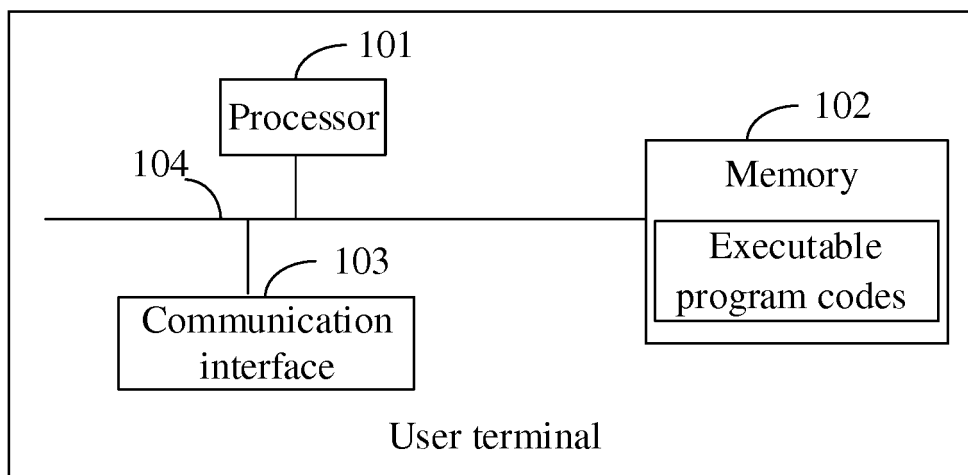 101
Processor
102
104
Memory
Executable
program codes
103
Communication
interface
User terminal